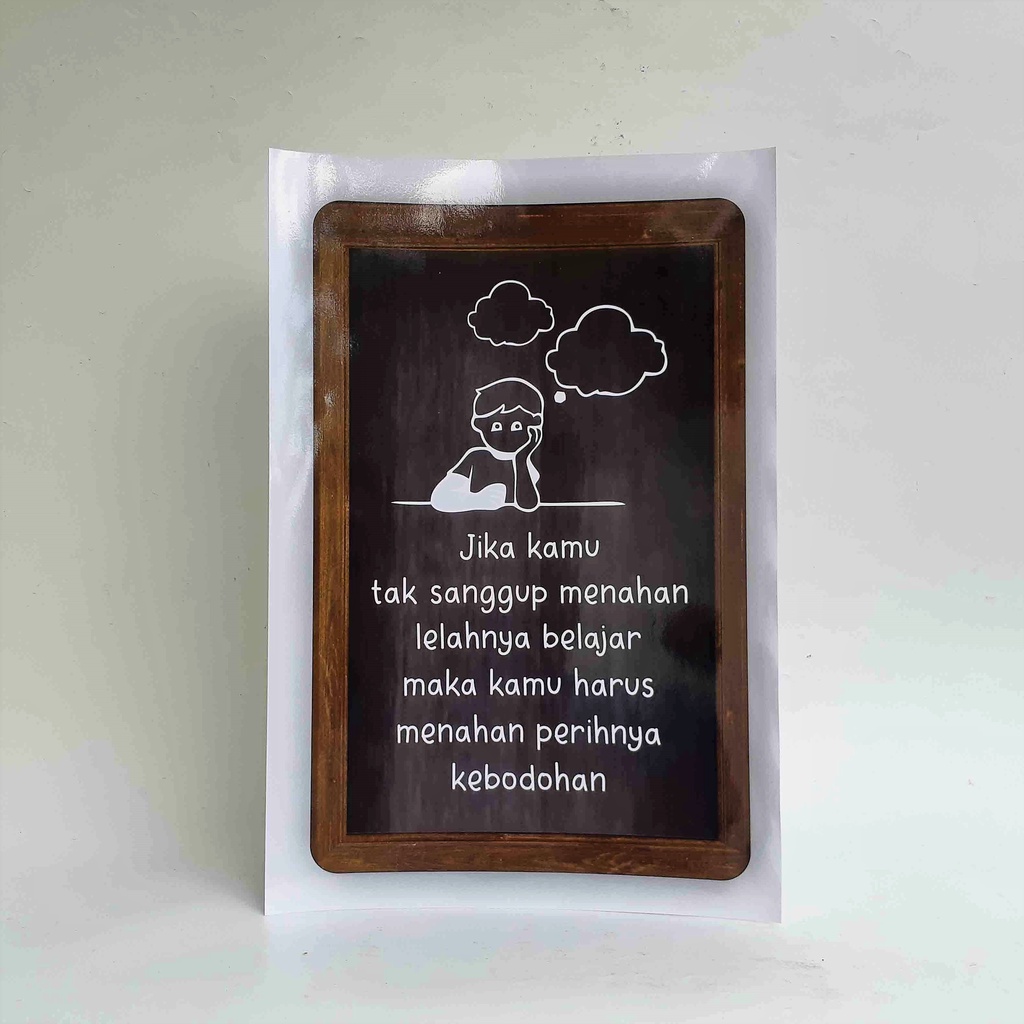 Jika kamu
tak sanggup menahan
lelahnya belajar
maka kamu harus
menahan perihnya
kebodohan